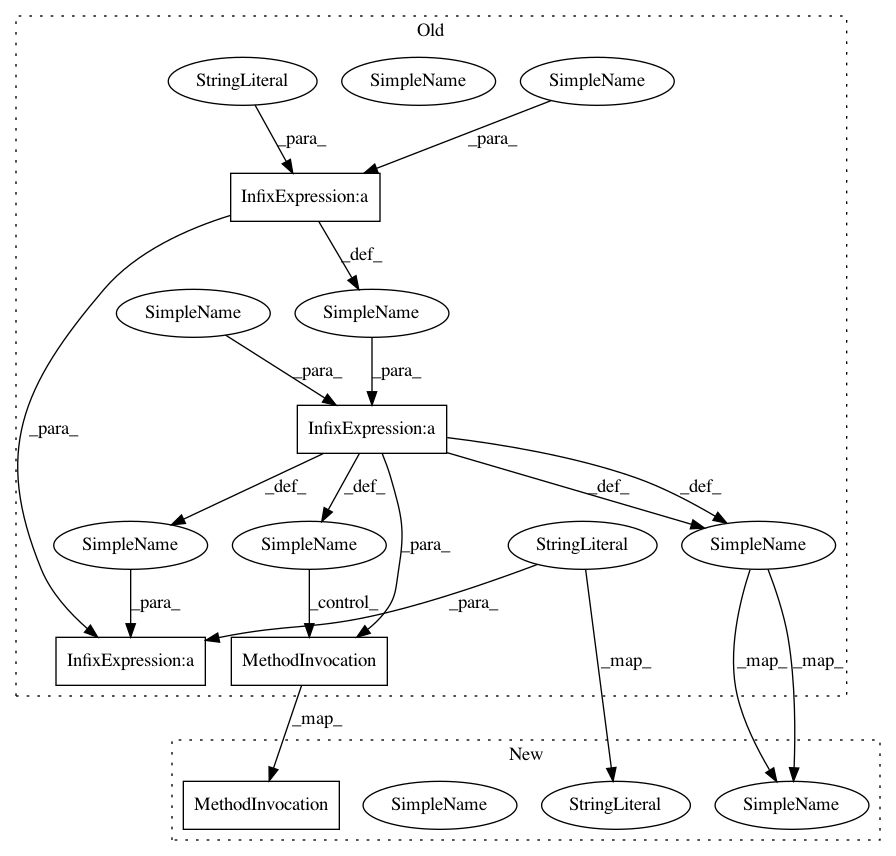 Old
StringLiteral
SimpleName
SimpleName
_para_
_para_
InfixExpression:a
_def_
SimpleName
SimpleName
_para_
_para_
_para_
InfixExpression:a
_def_
_def_
_def_
_def_
SimpleName
SimpleName
_para_
StringLiteral
SimpleName
_para_
_control_
_para_
InfixExpression:a
MethodInvocation
_map_
_map_
_map_
_map_
New
MethodInvocation
SimpleName
StringLiteral
SimpleName